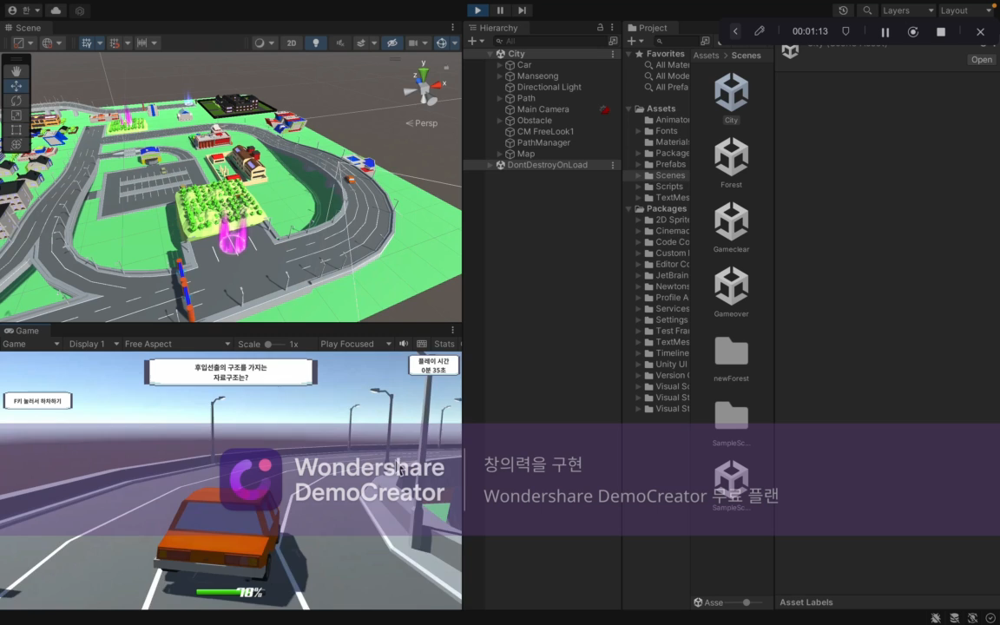 한
Layers
Layout
Scene
2D
y
x
z
Persp
Hierarchy
All
City
Car
Manseong
Directional Light
Path
Main Camera
Obstacle
CM FreeLook1
PathManager
Map
DontDestroyOnLoad
Project
Favorites
All Mater
All Mode
All Prefa
Assets
Animator
Fonts
Material
Package
Prefabs
Scenes
Scripts
TextMes
Packages
2D Sprite
Cinemac
Code Co
Custom
Editor Co
JetBrain
Newtons
Profile A
Services
Settings
Test Fra
TextMes
Timeline
Unity UI
Version C
Visual Sc
Visual St
Visual St
Assets
Scenes
City
Forest
Gameclear
Gameover
newForest
SampleSc...
SampleSc...
Asse
00:01:13
Open
Asset Labels
Game
Game
Display 1
Free Aspect
Scale
1x
Play Focused
Stats
후입선출의 구조를 가지는
자료구조는?
플레이 시간
0분 35초
F키 눌러서 하차하기
78%
Wondershare
DemoCreator
창의력을 구현
Wondershare DemoCreator 무료 플랜